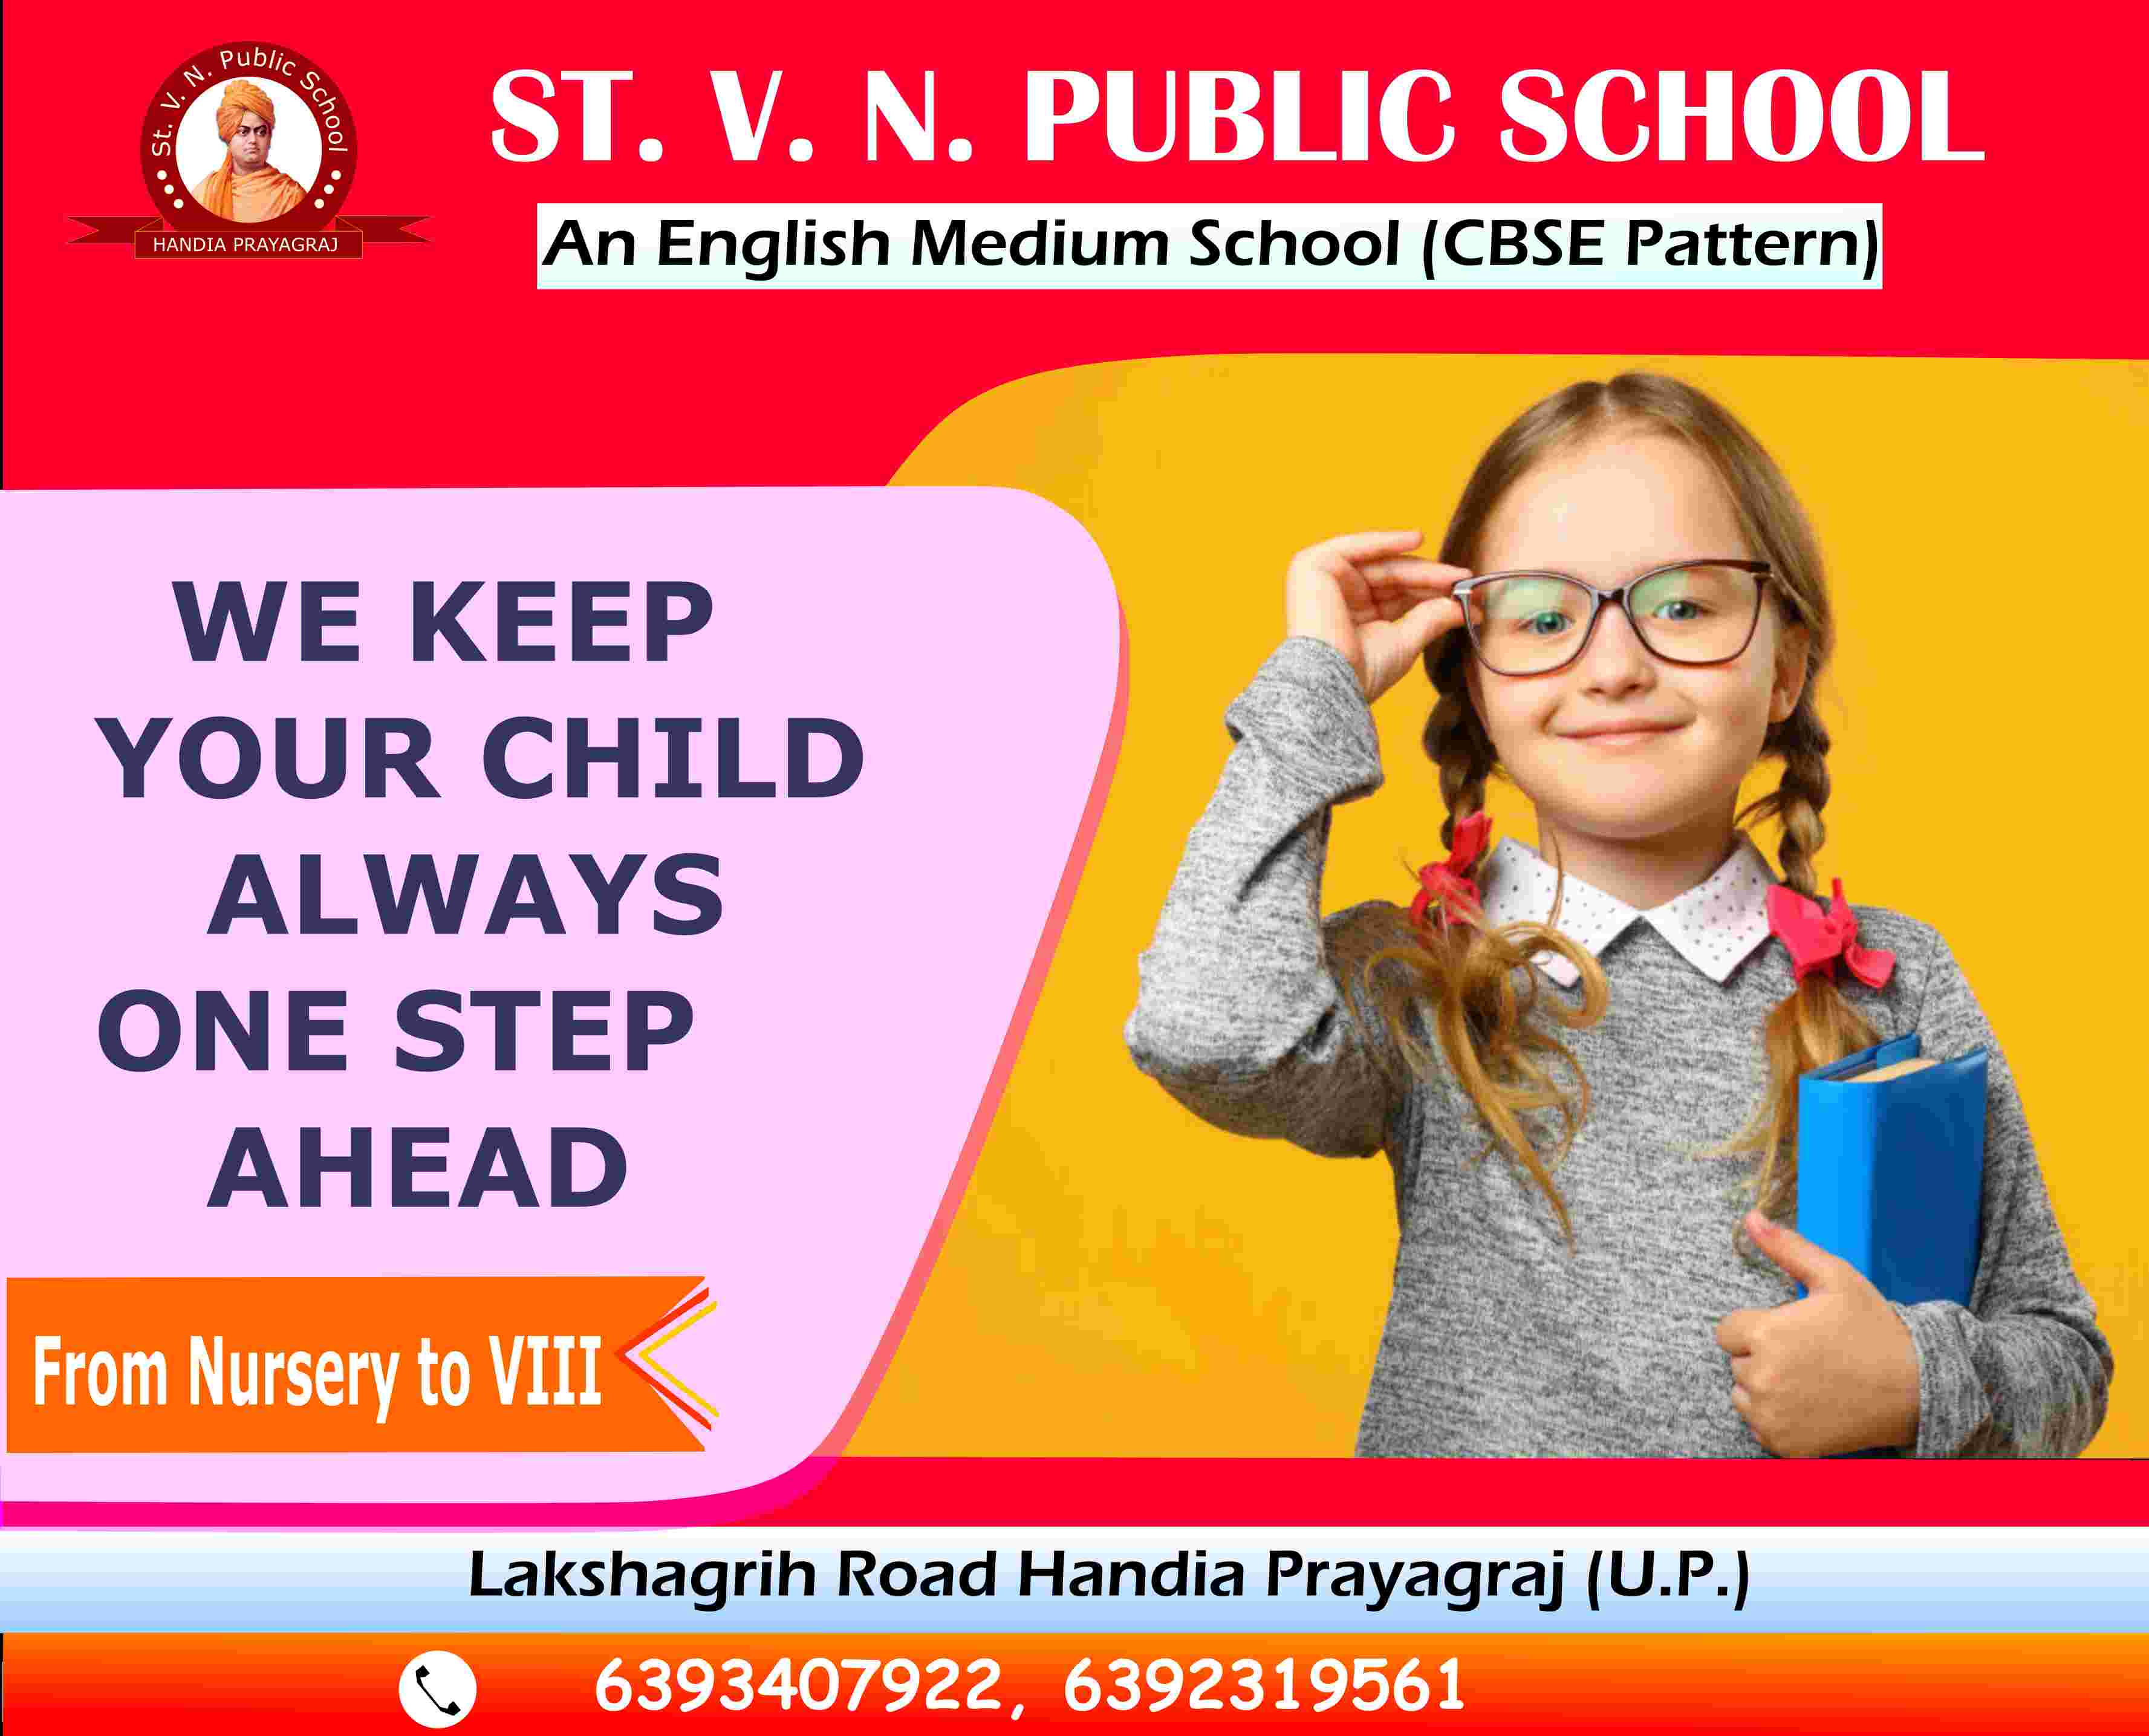 St. V. N. Public School
HANDIA PRAYAGRAJ
ST. V. N. PUBLIC SCHOOL
An English Medium School (CBSE Pattern)
WE KEEP
YOUR CHILD
ALWAYS
ONE STEP
AHEAD
From Nursery to VIII
Lakshagrih Road Handia Prayagraj (U.P.)
6393407922, 6392319561